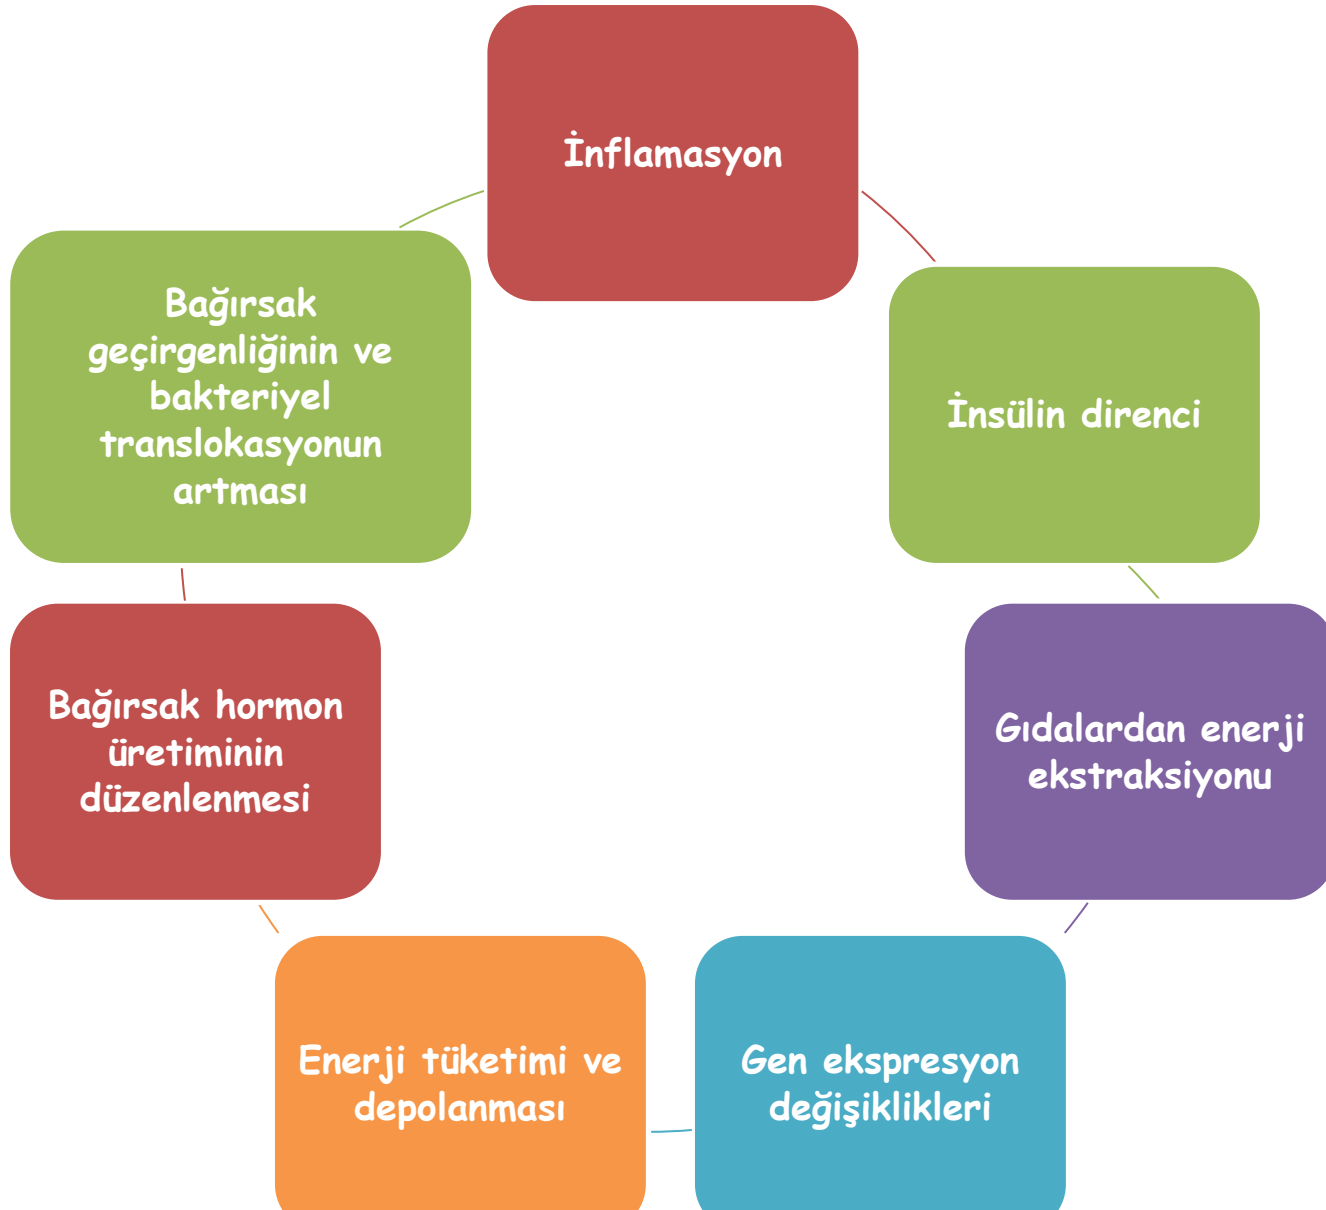 İnflamasyon
Bağırsak
geçirgenliğinin ve
bakteriyel
translokasyonun
artması
İnsülin direnci
Bağırsak hormon
üretiminin
düzenlenmesi
Gıdalardan enerji
ekstraksiyonu
Enerji tüketimi ve
depolanması
Gen ekspresyon
değişiklikleri